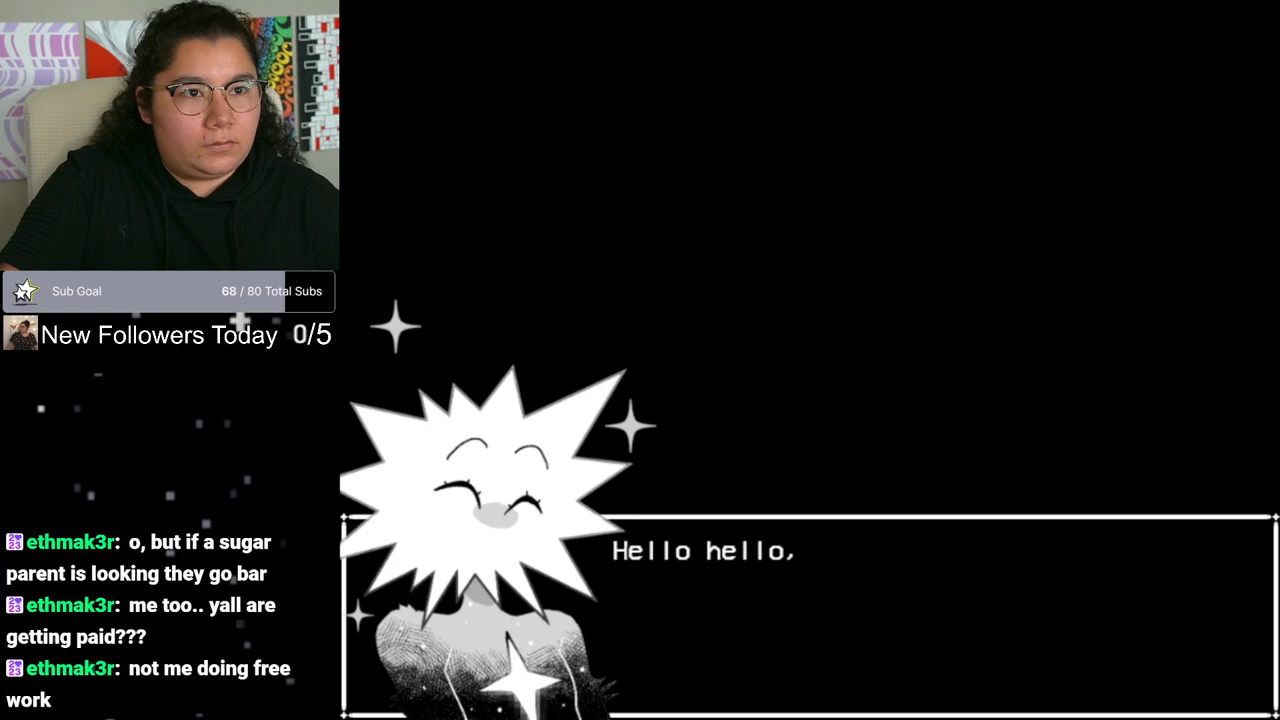 Sub Goal 68 / 80 Total Subs
New Followers Today 0/5
Hello hello,
ethmak3r: o, but if a sugar
parent is looking they go bar
ethmak3r: me too.. yall are
getting paid???
ethmak3r: not me doing free
work